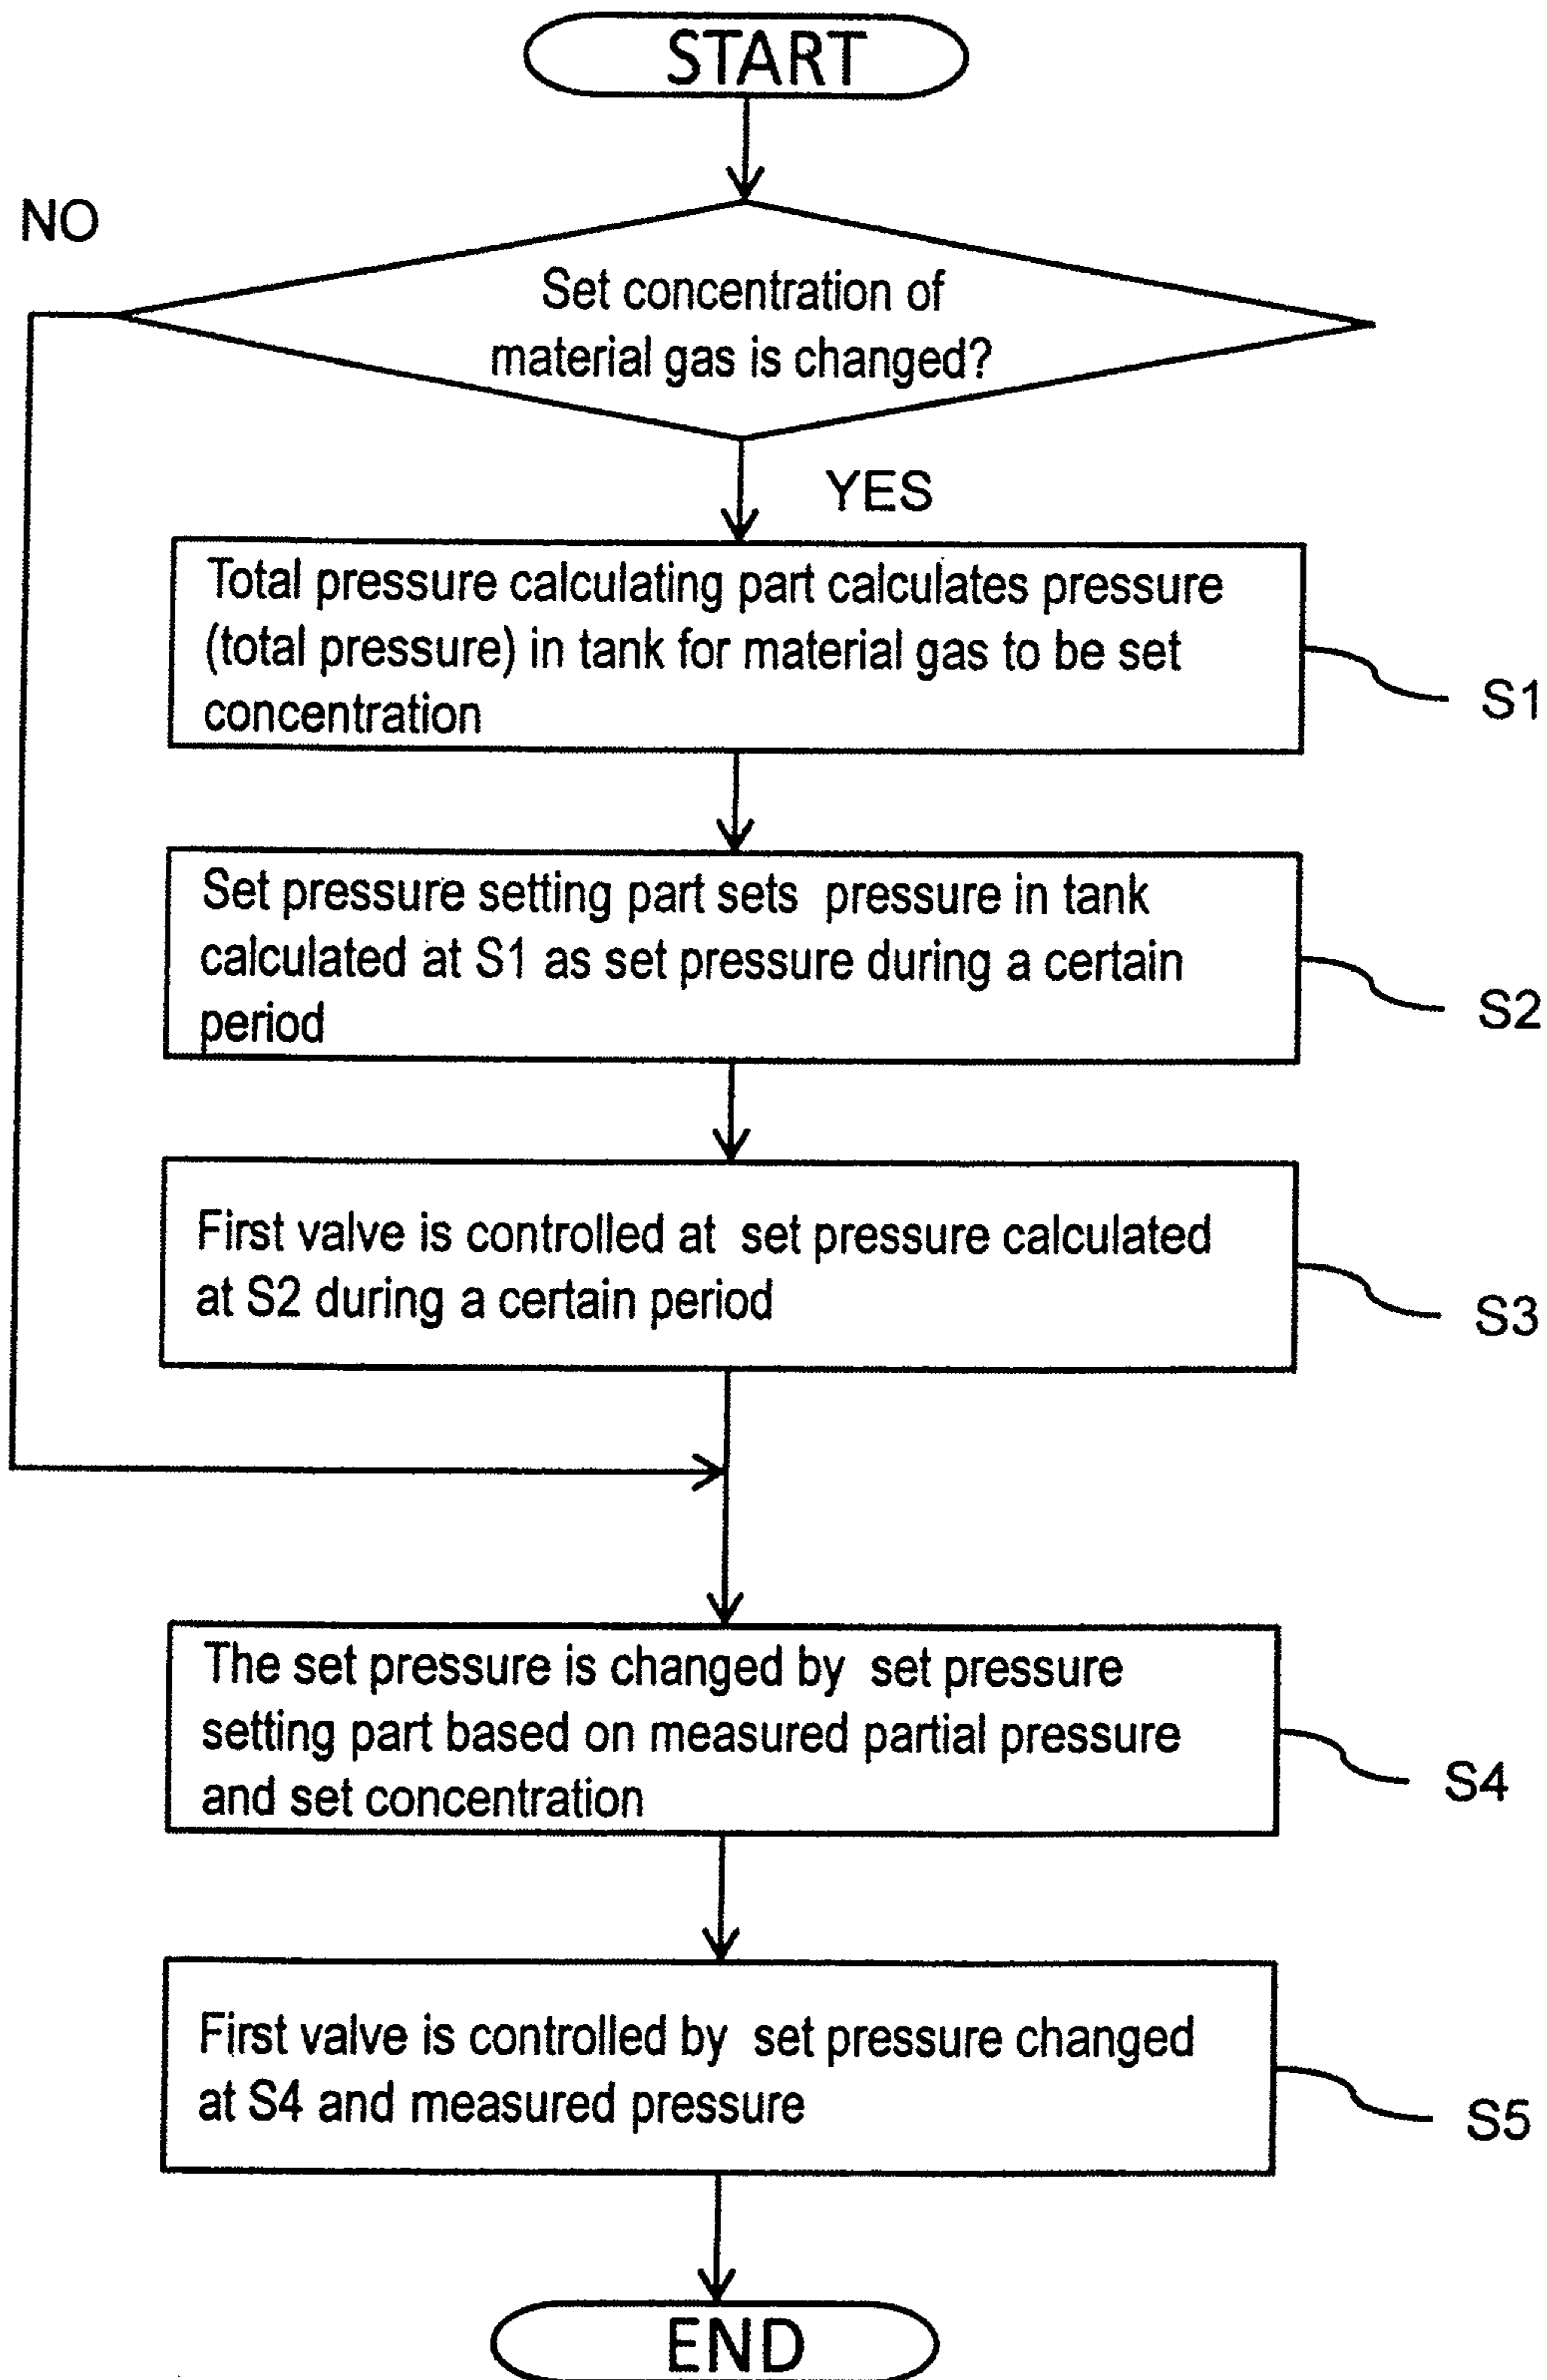 START
NO
Set concentration of
material gas is changed?
YES
Total pressure calculating part calculates pressure
(total pressure) in tank for material gas to be set
concentration
S1
Set pressure setting part sets pressure in tank
calculated at S1 as set pressure during a certain
period
S2
First valve is controlled at set pressure calculated
at S2 during a certain period
S3
The set pressure is changed by set pressure
setting part based on measured partial pressure
and set concentration
S4
First valve is controlled by set pressure changed
at S4 and measured pressure
S5
END